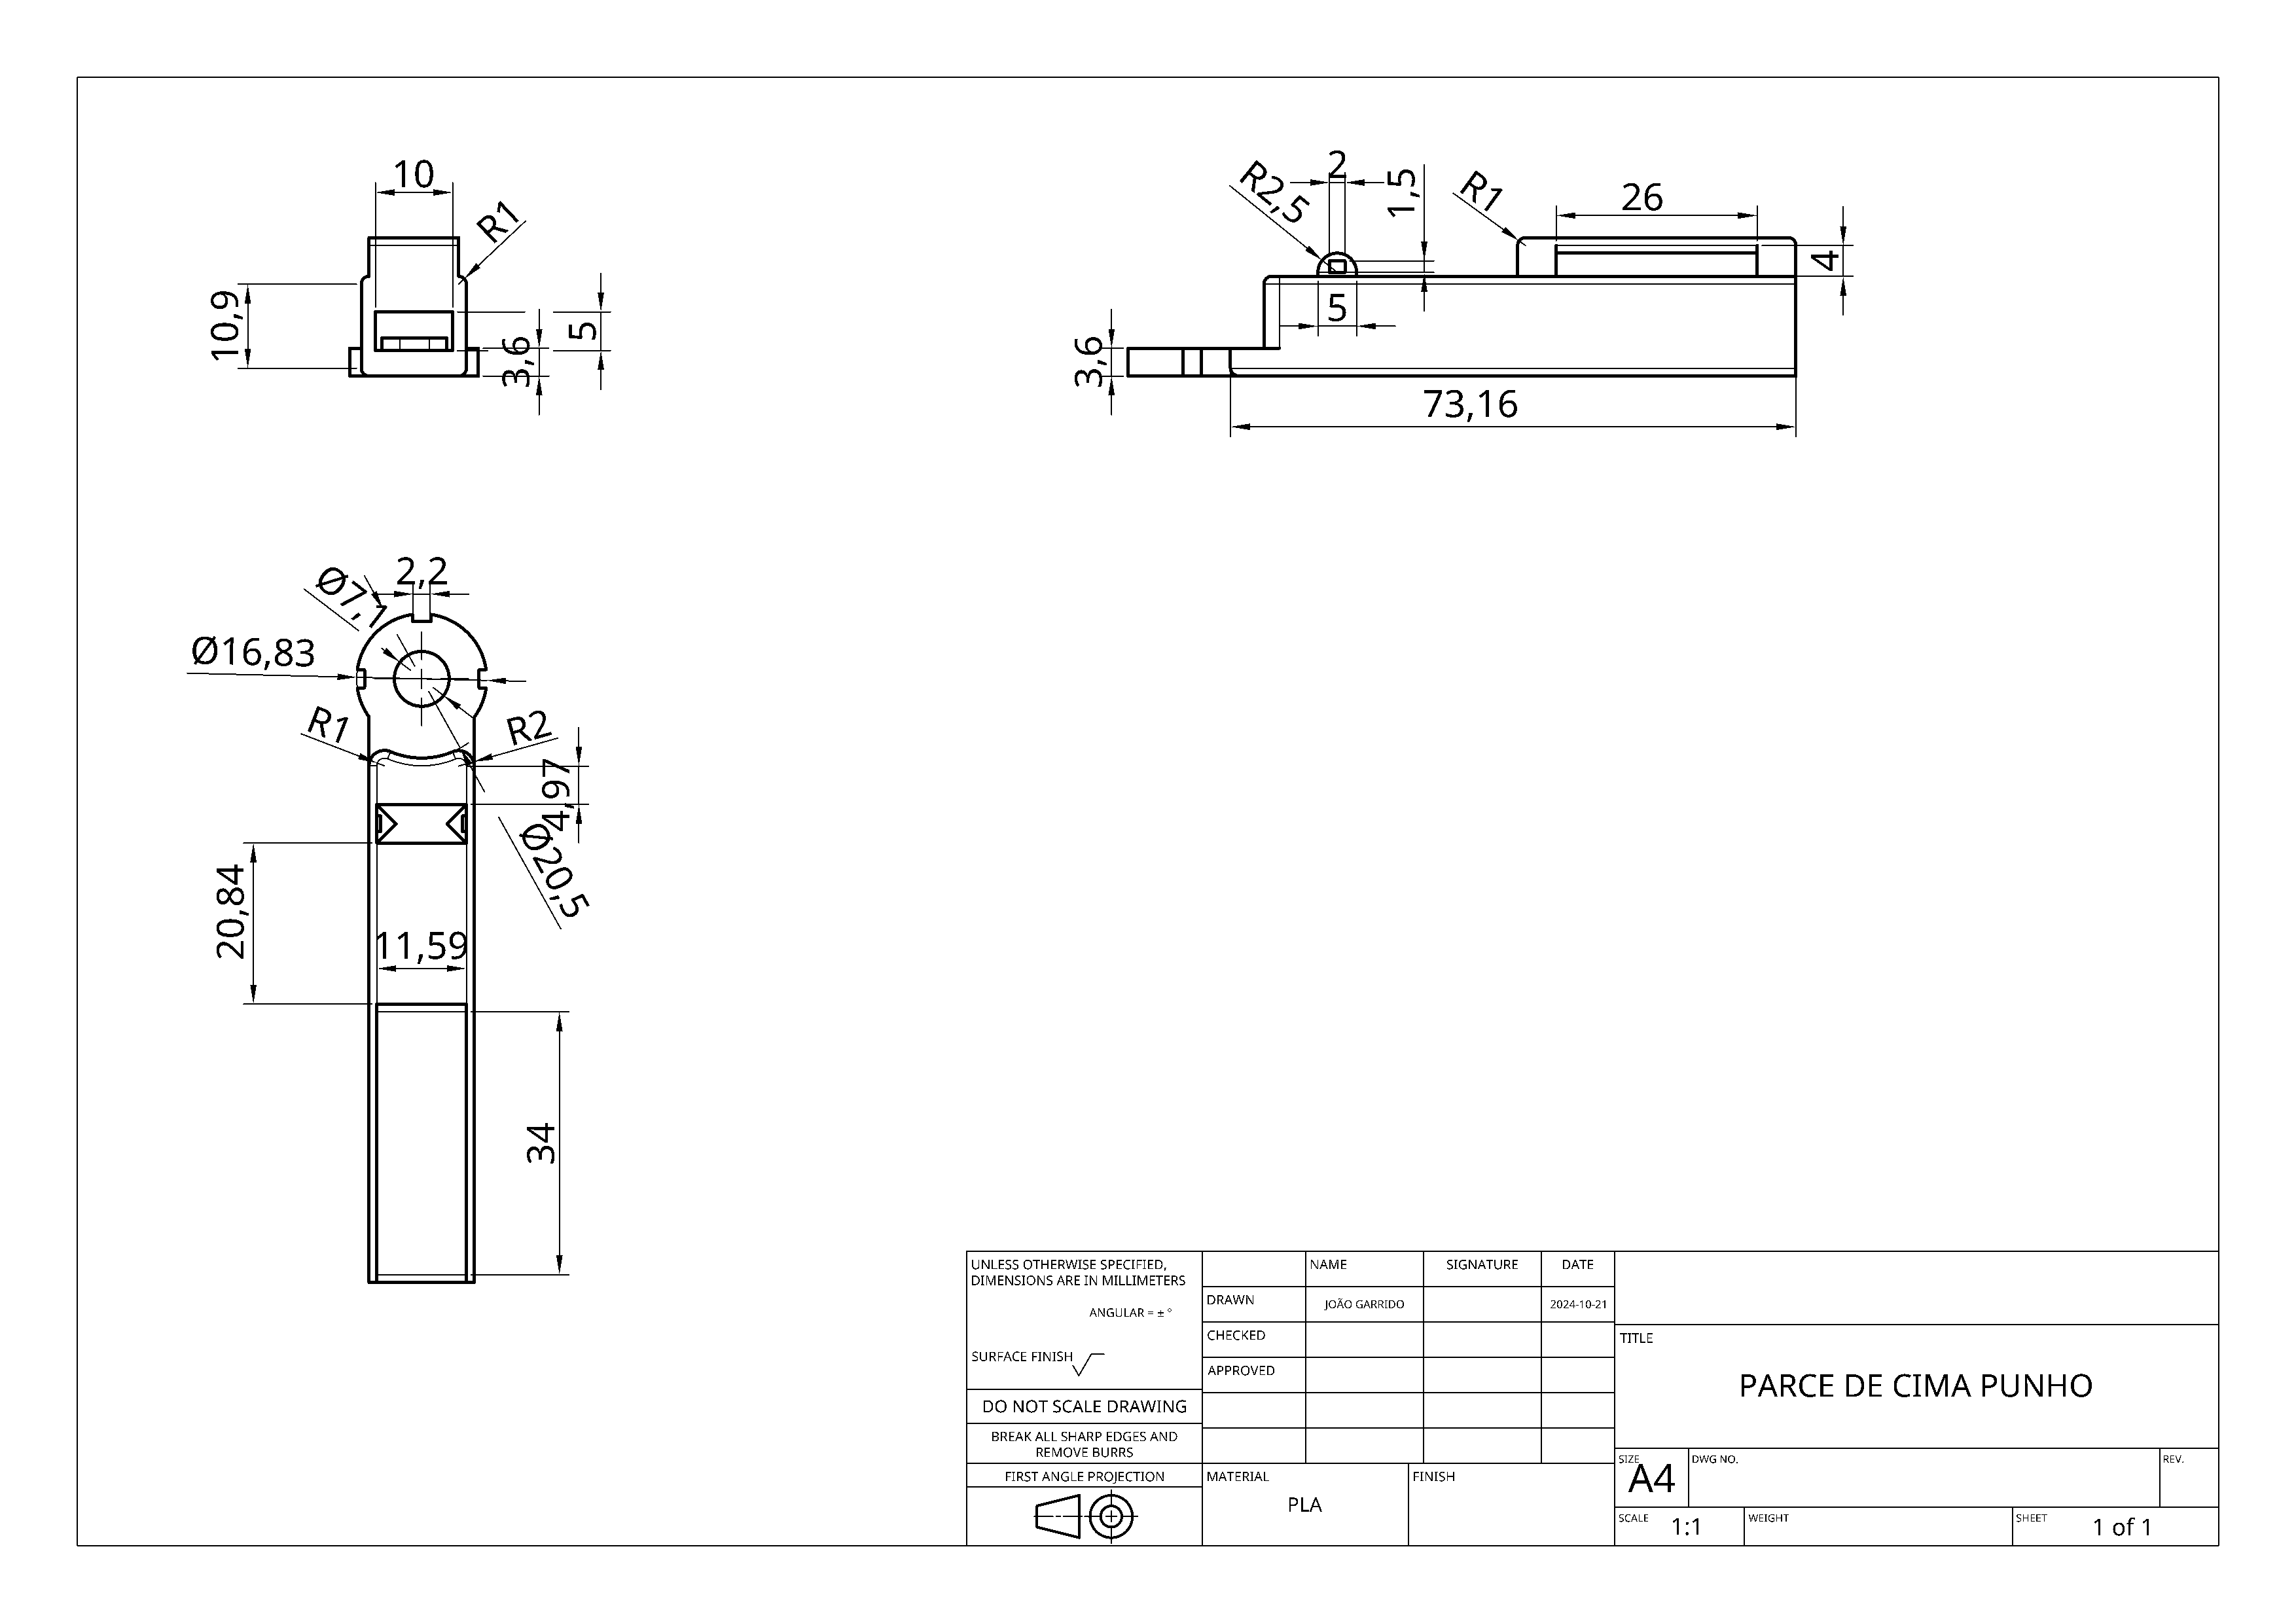 10
R1
10,9
5
3,6
2
R2,5
1,5
R1
26
4
5
3,6
73,16
2,2
Ø7,1
Ø16,83
R1
R2
4,97
Ø20,5
20,84
11,59
34
UNLESS OTHERWISE SPECIFIED,
DIMENSIONS ARE IN MILLIMETERS
ANGULAR = ± °
SURFACE FINISH
DO NOT SCALE DRAWING
BREAK ALL SHARP EDGES AND
REMOVE BURRS
FIRST ANGLE PROJECTION
NAME SIGNATURE DATE
DRAWN JOÃO GARRIDO 2024-10-21
CHECKED
APPROVED
MATERIAL
PLA
FINISH
TITLE
PARCE DE CIMA PUNHO
SIZE
A4
DWG NO.
REV.
SCALE 1:1
WEIGHT
SHEET 1 of 1